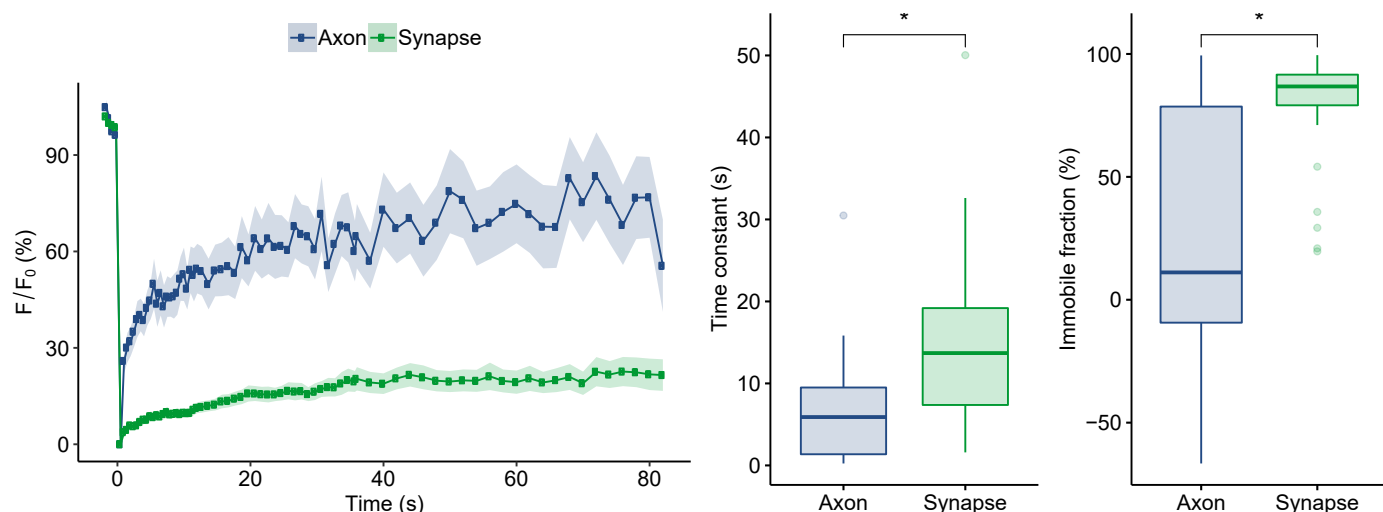 Axon Synapse
F/F₀ (%)
90
60
30
0
0 20 40 60 80
Time (s)
*
Time constant (s)
50
40
30
20
10
0
Axon Synapse
*
Immobile fraction (%)
100
50
0
−50
Axon Synapse